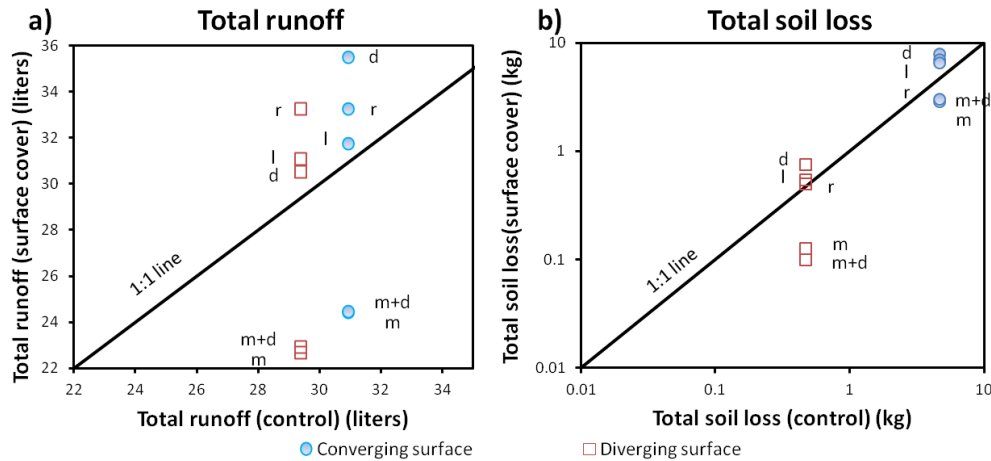 a)
Total runoff
Total runoff (surface cover) (liters)
36
34
32
30
28
26
24
22
d
r
r
l
l
d
1:1 line
m+d
m
m+d
m
22
24
26
28
30
32
34
Total runoff (control) (liters)
b)
Total soil loss
Total soil loss(surface cover) (kg)
10
1
0.1
0.01
d
l
r
m+d
m
d
l
r
m
m+d
1:1 line
0.01
0.1
1
10
Total soil loss (control) (kg)
Converging surface
Diverging surface